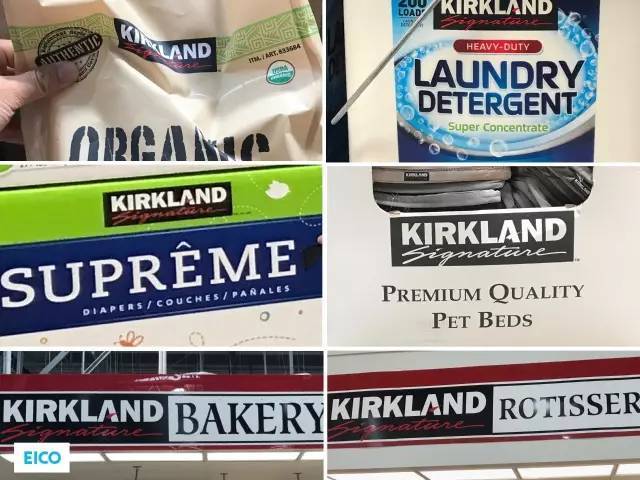 KIRKLAND
Signature
AUTHENTIC
ITM. / ART. 833684
USDA
ORGANIC
ORGANIC
200
LOADS
KIRKLAND
Signature
HEAVY-DUTY
LAUNDRY
DETERGENT
Super Concentrate
KIRKLAND
Signature
SUPRÊME
DIAPERS / COUCHES / PAÑALES
KIRKLAND
KIRKLAND
Signature
PREMIUM QUALITY
PET BEDS
KIRKLAND
Signature
BAKERY
EICO
KIRKLAND
Signature
ROTISSER